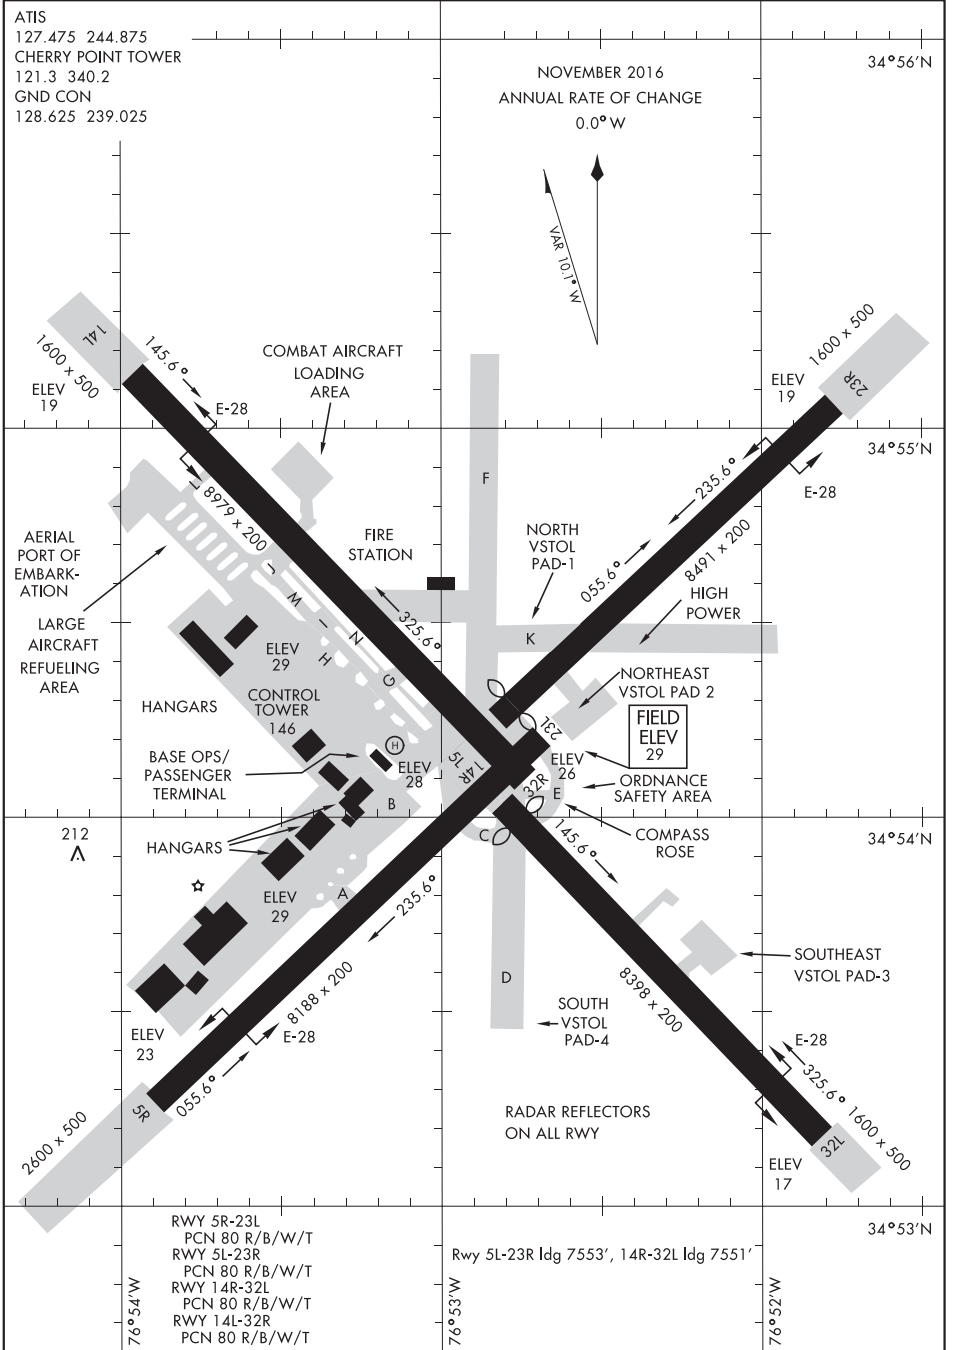 ATIS
127.475 244.875
CHERRY POINT TOWER
121.3 340.2
GND CON
128.625 239.025
34°56'N
NOVEMBER 2016
ANNUAL RATE OF CHANGE
0.0° W
VAR 10.1° W
14L
1600 x 500
145.6°
ELEV
19
E-28
COMBAT AIRCRAFT
LOADING
AREA
1600 x 500
23R
ELEV
19
34°55'N
235.6°
E-28
F
L
8979 x 200
FIRE
STATION
NORTH
VSTOL
PAD-1
055.6°
8491 x 200
AERIAL
PORT OF
EMBARK-
ATION
J
W
I
H
N
G
325.6°
HIGH
POWER
K
LARGE
AIRCRAFT
REFUELING
AREA
ELEV
29
NORTHEAST
VSTOL PAD 2
HANGARS
CONTROL
TOWER
146
FIELD
ELEV
29
23L
BASE OPS/
PASSENGER
TERMINAL
H
ELEV
28
5L
14R
32R
ELEV
26
E
ORDNANCE
SAFETY AREA
B
212
HANGARS
C
145.6°
COMPASS
ROSE
34°54'N
ELEV
29
A
235.6°
SOUTHEAST
VSTOL PAD-3
D
8188 x 200
8398 x 200
SOUTH
VSTOL
PAD-4
ELEV
23
E-28
055.6°
E-28
325.6°
5R
2600 x 500
RADAR REFLECTORS
ON ALL RWY
1600 x 500
32L
ELEV
17
34°53'N
RWY 5R-23L
PCN 80 R/B/W/T
RWY 5L-23R
PCN 80 R/B/W/T
RWY 14R-32L
PCN 80 R/B/W/T
RWY 14L-32R
PCN 80 R/B/W/T
Rwy 5L-23R ldg 7553', 14R-32L ldg 7551'
76°54'W
76°53'W
76°52'W